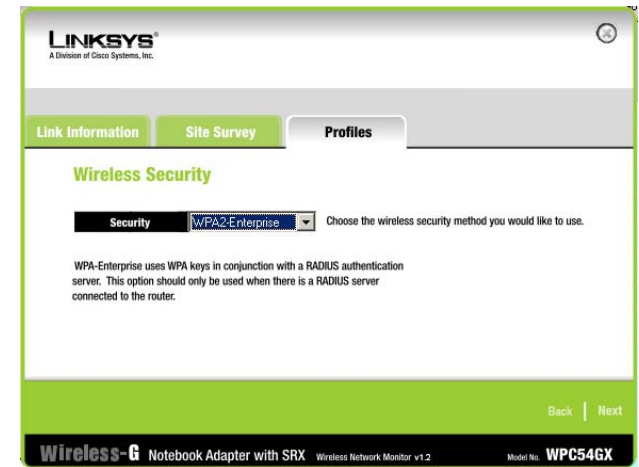 LINKSYS®
A Division of Cisco Systems, Inc.
Link Information Site Survey Profiles
Wireless Security
Security WPA2-Enterprise Choose the wireless security method you would like to use.
WPA-Enterprise uses WPA keys in conjunction with a RADIUS authentication
server. This option should only be used when there is a RADIUS server
connected to the router.
Back | Next
Wireless-G Notebook Adapter with SRX Wireless Network Monitor v1.2 Model No. WPC54GX